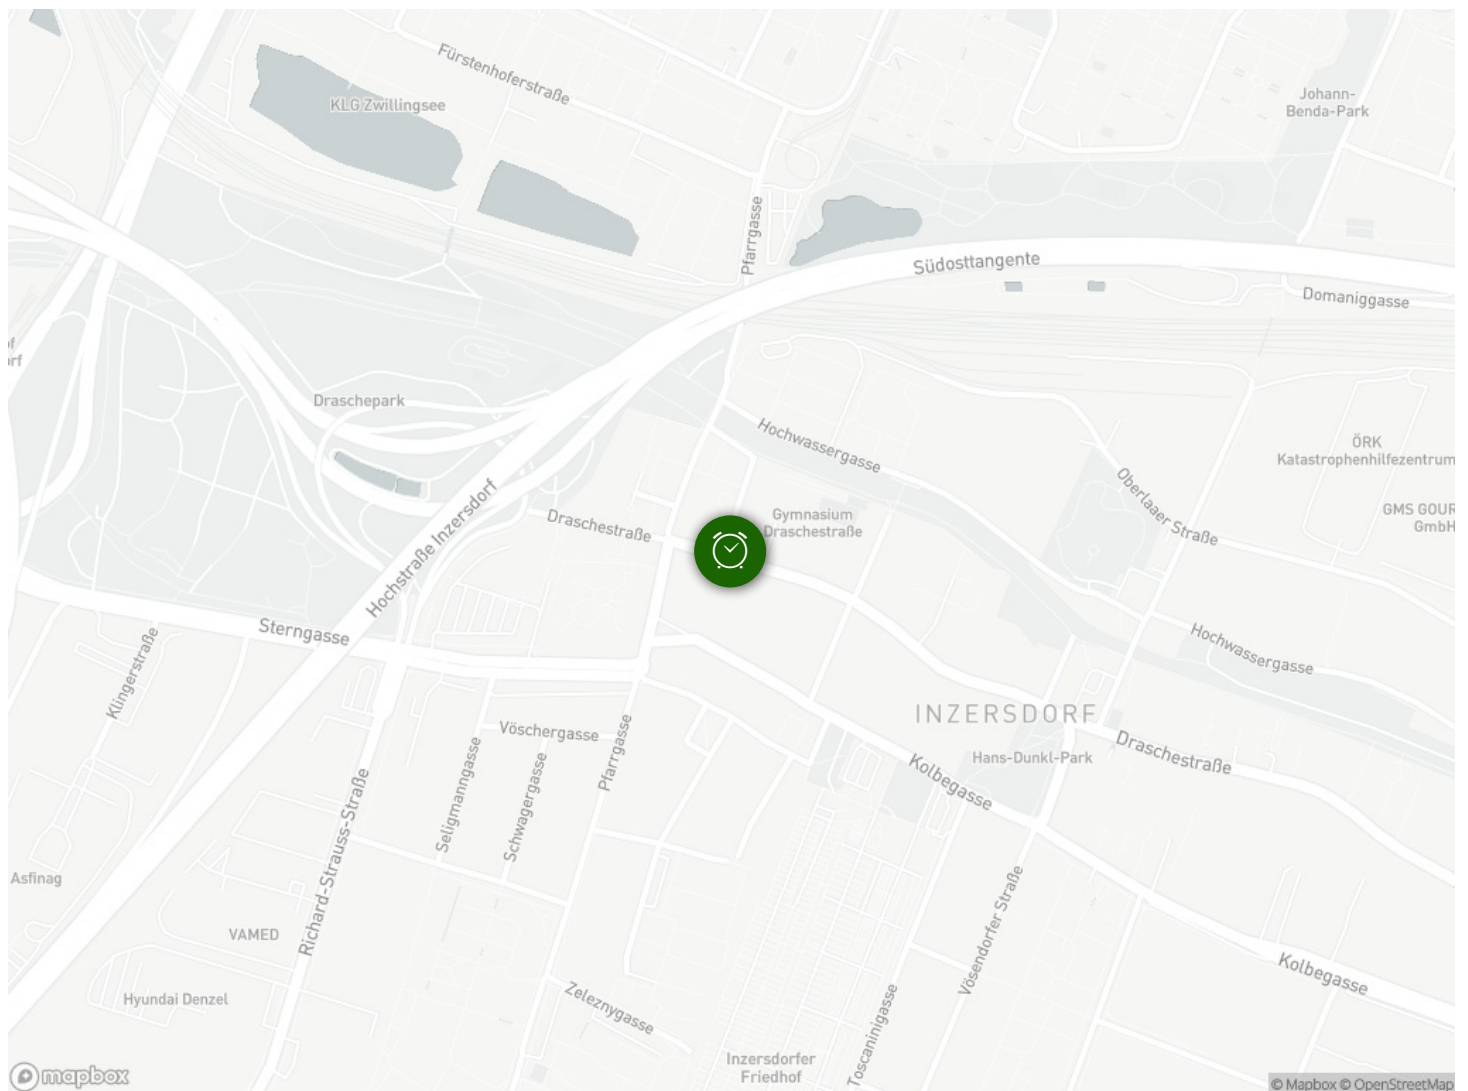 Fürstenhoferstraße
KLG Zwillingsee
Johann-
Benda-Park
Pfarrgasse
Südosttangente
Domaniggasse
Draschepark
Hochwassergasse
ÖRK
Katastrophenhilfezentrum
Oberlaaer Straße
GMS GOUR
GmbH
Gymnasium
Draschestraße
Draschestraße
Hochstraße Inzersdorf
Sterngasse
Klingerstraße
Hochwassergasse
INZERSDORF
Vöschergasse
Pfarrgasse
Seligmanngasse
Schwagergasse
Hans-Dunkl-Park
Draschestraße
Kolbegasse
Richard-Strauss-Straße
Asfinag
VAMED
Hyundai Denzel
Vösendorfer Straße
Kolbegasse
Zeleznygasse
Toscaninigasse
Inzersdorfer
Friedhof
mapbox
© Mapbox © OpenStreetMap